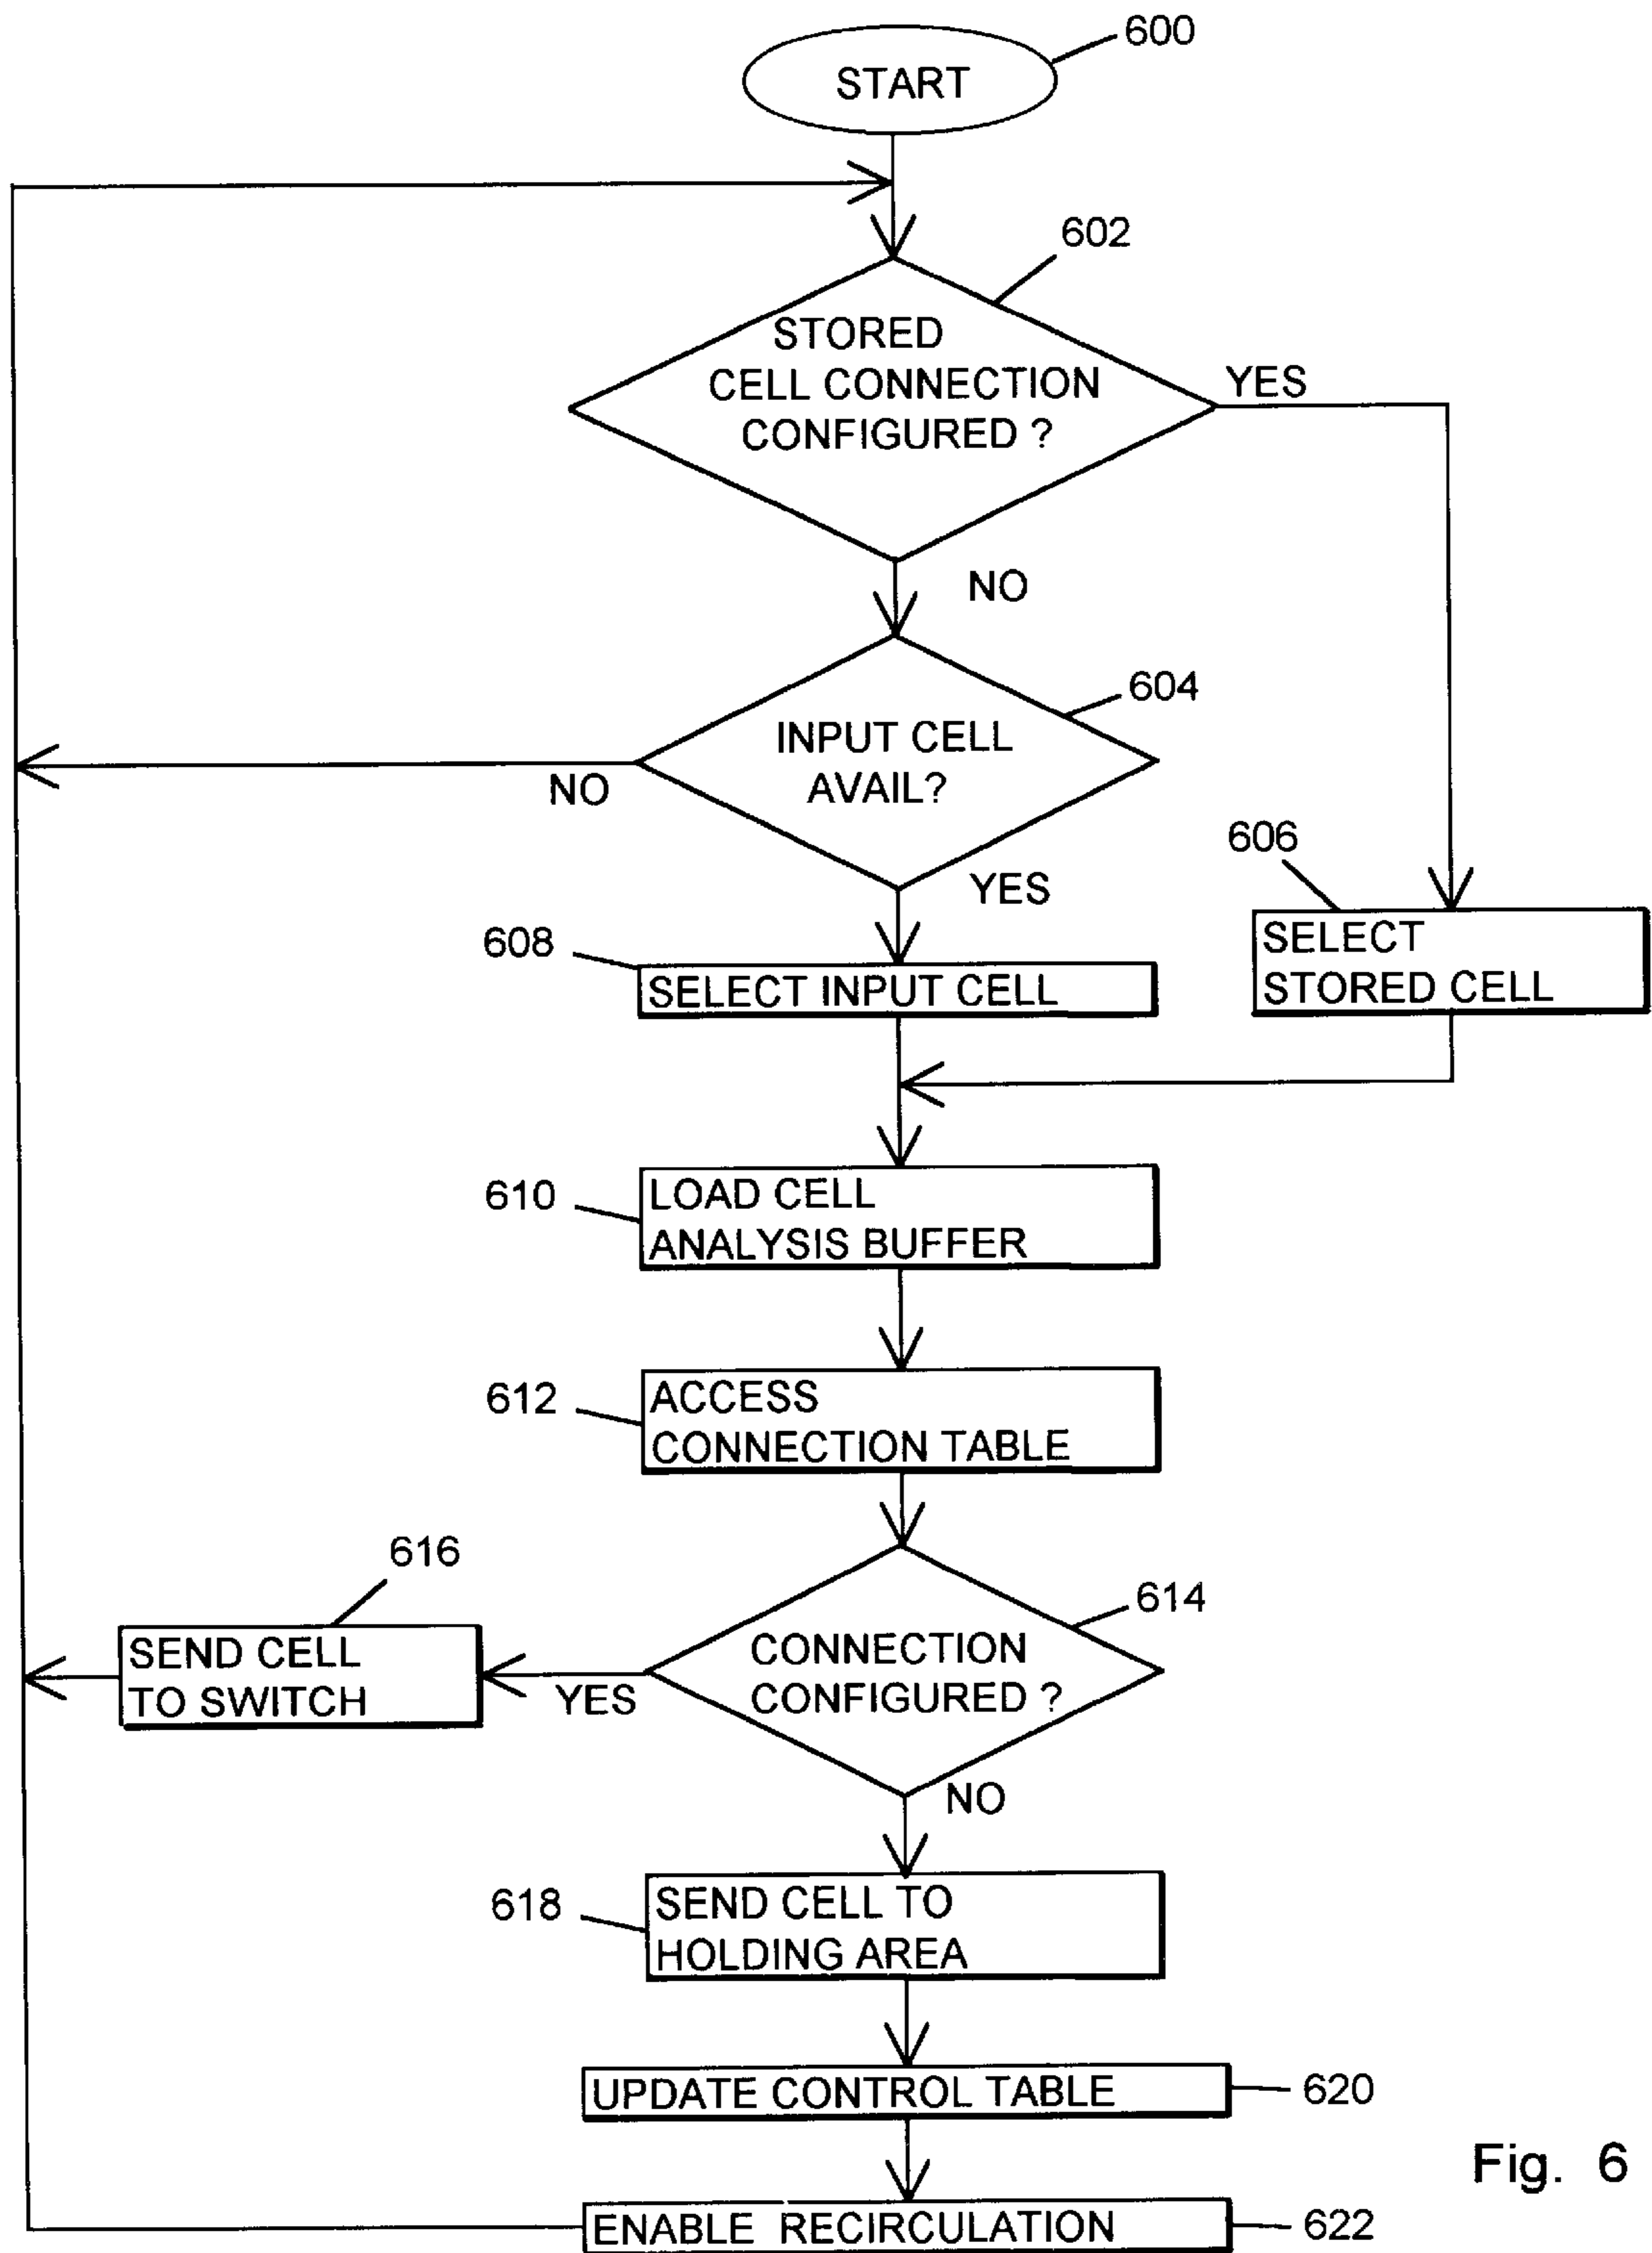 600
START
602
STORED
CELL CONNECTION
CONFIGURED ?
YES
NO
604
INPUT CELL
AVAIL?
NO
YES
606
SELECT
STORED CELL
608
SELECT INPUT CELL
610
LOAD CELL
ANALYSIS BUFFER
612
ACCESS
CONNECTION TABLE
614
CONNECTION
CONFIGURED ?
YES
616
SEND CELL
TO SWITCH
NO
618
SEND CELL TO
HOLDING AREA
UPDATE CONTROL TABLE
620
ENABLE RECIRCULATION
622
Fig. 6